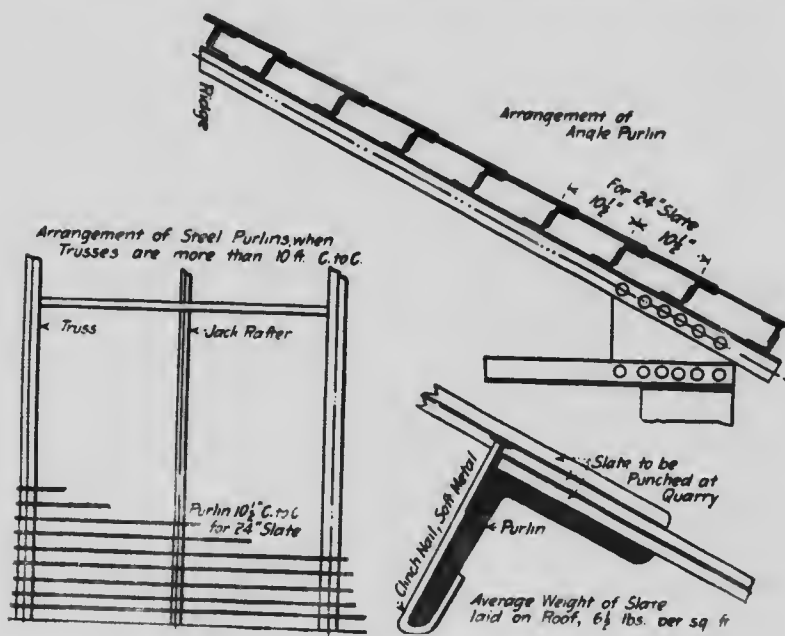 Ridge
Arrangement of
Angle Purlin
For 24" Slate
10½" 10½"
Arrangement of Steel Purlins, when
Trusses are more than 10 ft. C. to C.
Truss
Jack Rafter
Purlin 10½" C. to C
for 24" Slate
Slate to be
Punched at
Quarry
Purlin
Clinch Nail, Soft Metal
Average Weight of Slate
laid on Roof, 6½ lbs. per sq ft